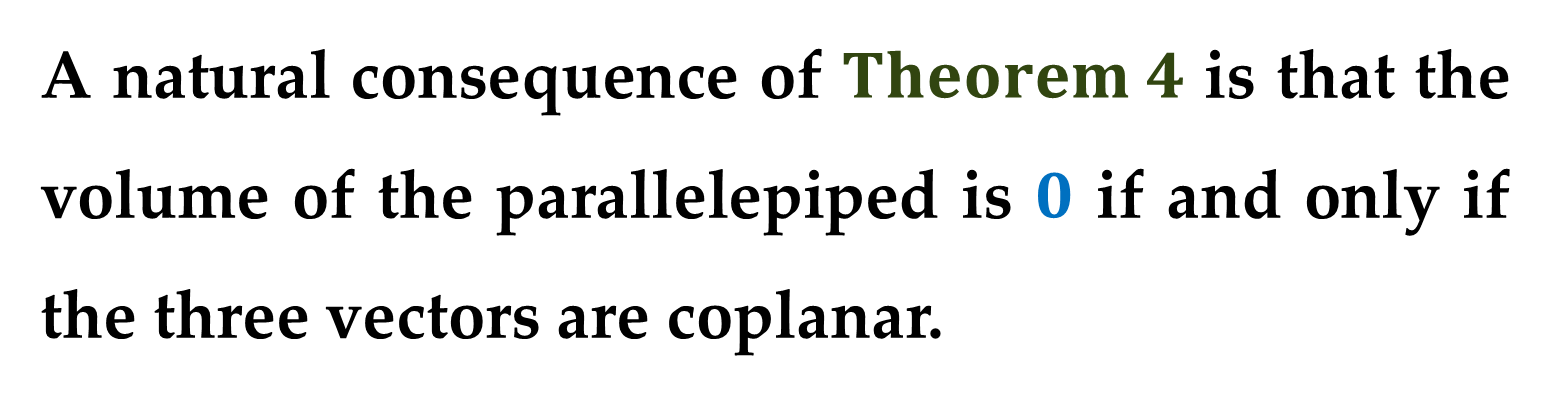 A natural consequence of Theorem 4 is that the
volume of the parallelepiped is 0 if and only if
the three vectors are coplanar.